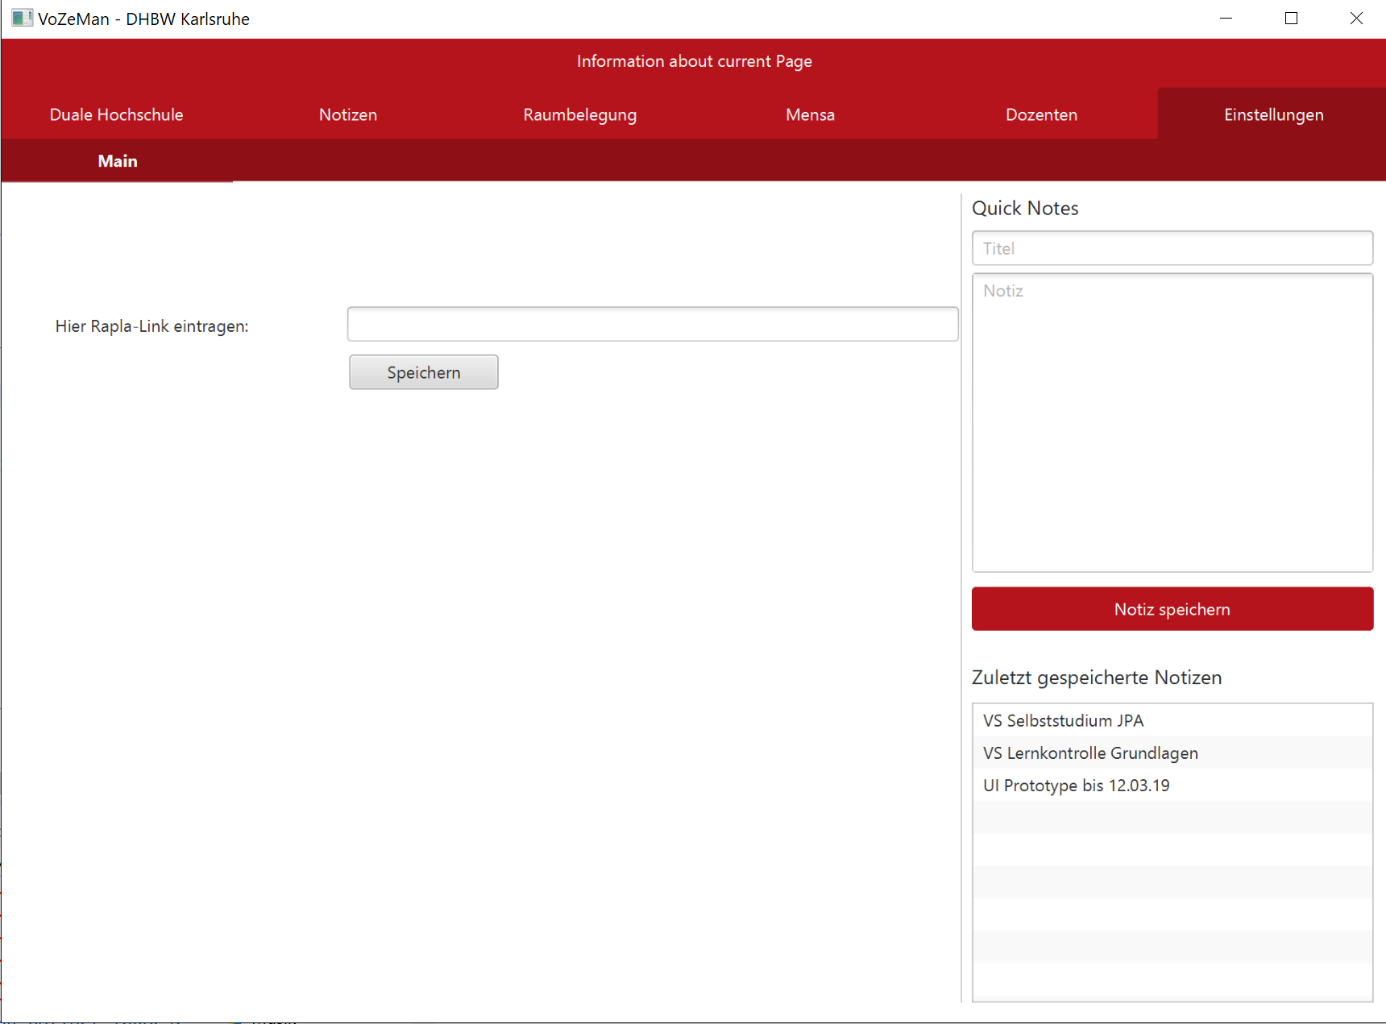 VoZeMan - DHBW Karlsruhe
Information about current Page
Duale Hochschule Notizen Raumbelegung Mensa Dozenten Einstellungen
Main
Hier Rapla-Link eintragen:
Speichern
Quick Notes
Titel
Notiz
Notiz speichern
Zuletzt gespeicherte Notizen
VS Selbststudium JPA
VS Lernkontrolle Grundlagen
UI Prototype bis 12.03.19